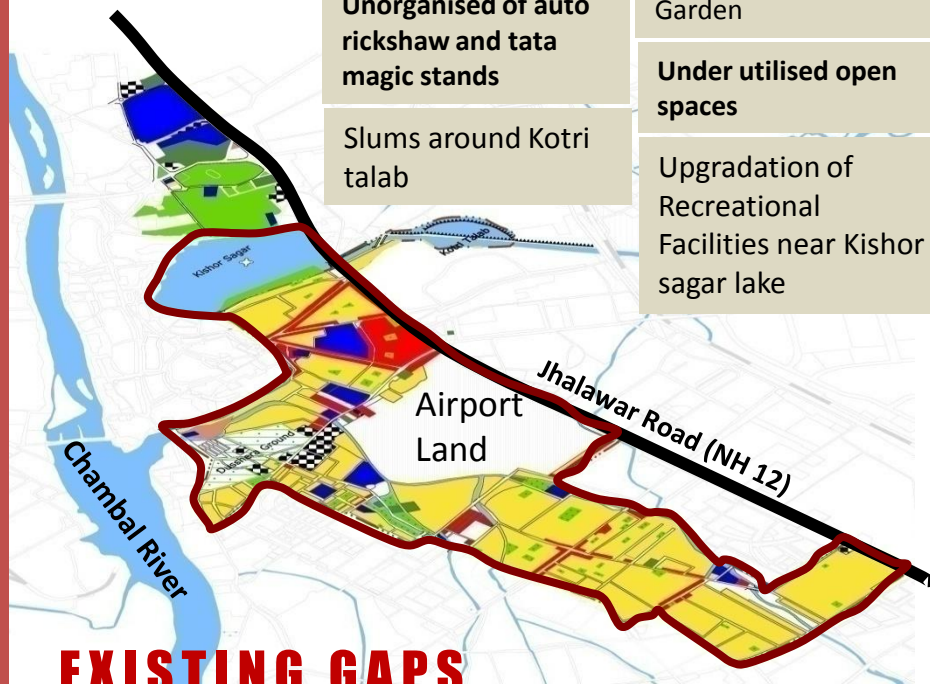 Unorganised of auto
rickshaw and tata
magic stands
Slums around Kotri
talab
Garden
Under utilised open
spaces
Upgradation of
Recreational
Facilities near Kishor
sagar lake
Kishor Sagar
Kotri Talab
Jhalawar Road (NH 12)
Airport
Land
Dussera Ground
Chambal River
EXISTING GAPS